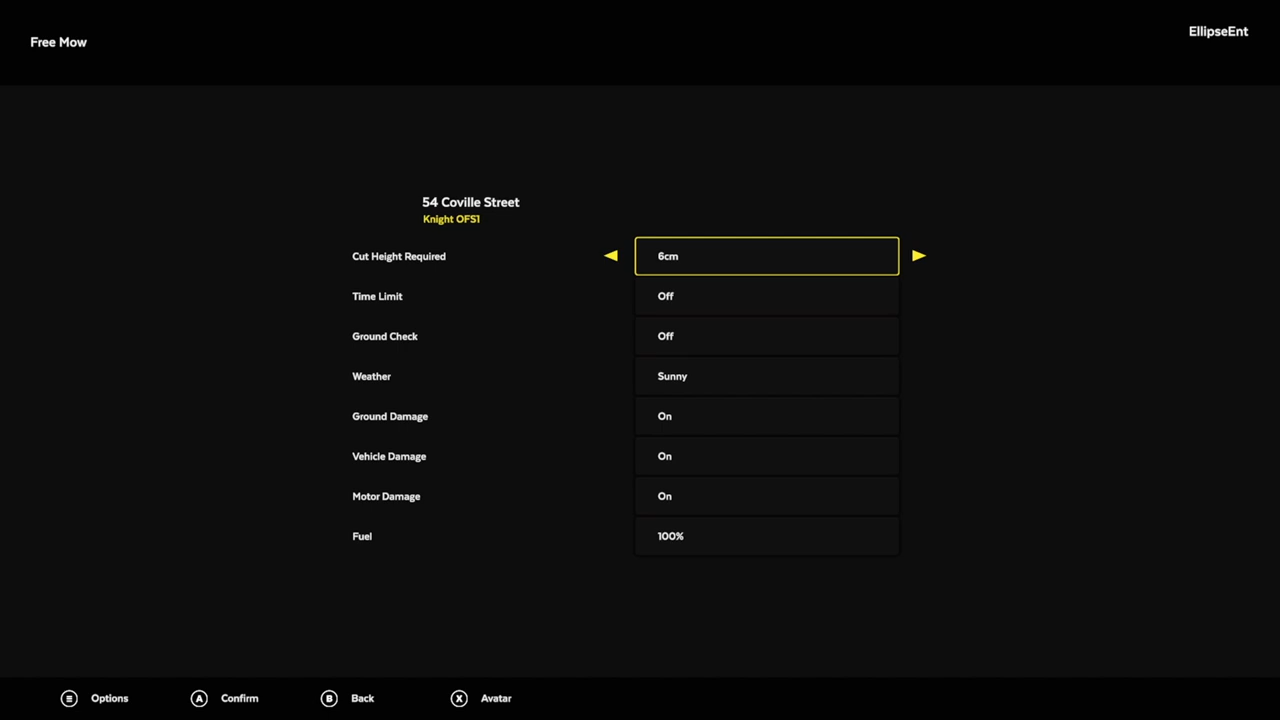 Free Mow
EllipseEnt
54 Coville Street
Knight OFS1
Cut Height Required 6cm
Time Limit Off
Ground Check Off
Weather Sunny
Ground Damage On
Vehicle Damage On
Motor Damage On
Fuel 100%
Options A Confirm B Back X Avatar